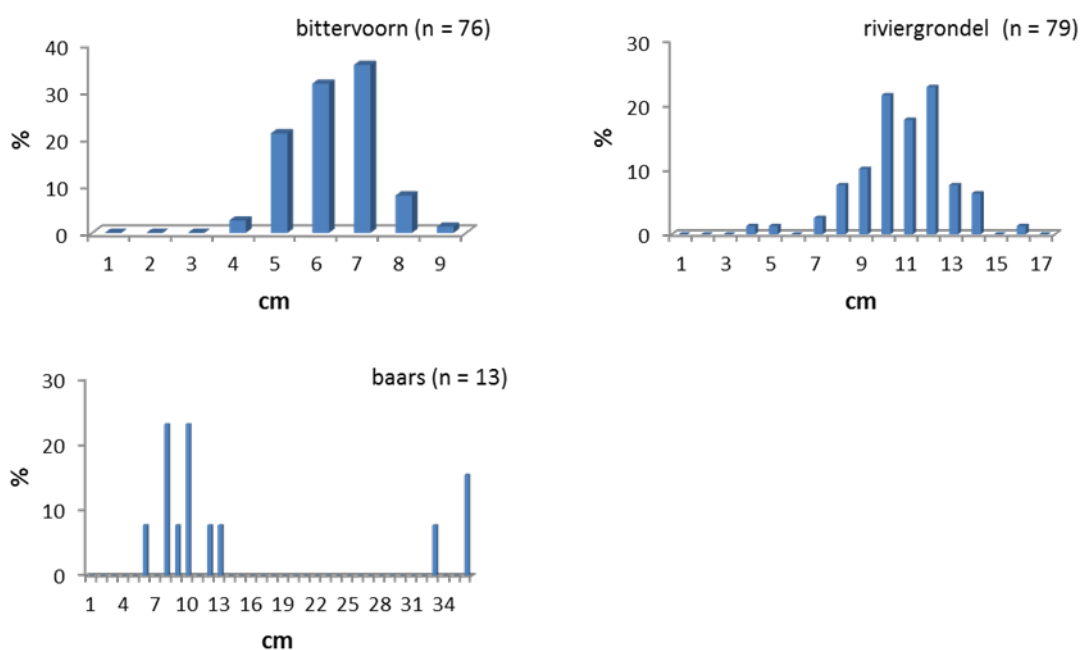 bittervoorn (n = 76)
40
30
20
10
0
%
1 2 3 4 5 6 7 8 9
cm
riviergrondel (n = 79)
30
20
10
0
%
1 3 5 7 9 11 13 15 17
cm
baars (n = 13)
30
20
10
0
%
1 4 7 10 13 16 19 22 25 28 31 34
cm